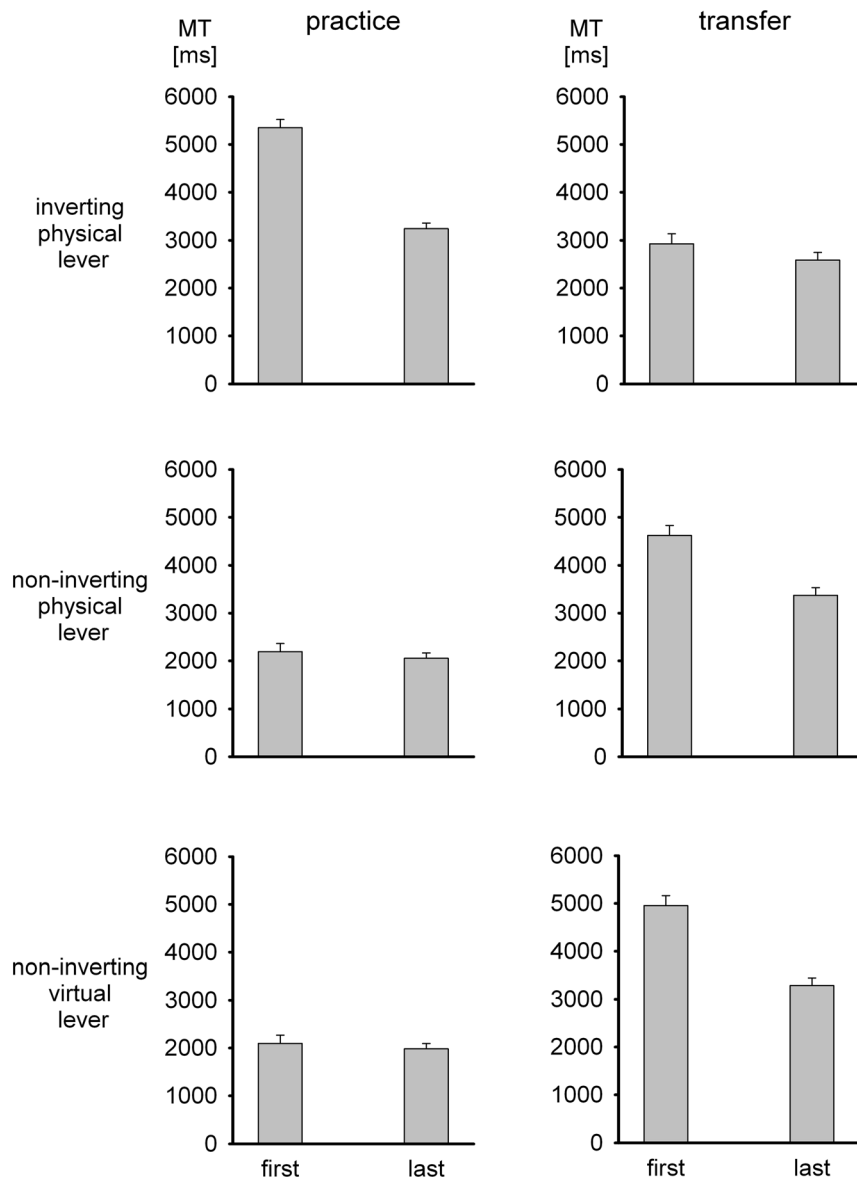 practice
transfer
MT
[ms]
MT
[ms]
inverting
physical
lever
6000
5000
4000
3000
2000
1000
0
6000
5000
4000
3000
2000
1000
0
non-inverting
physical
lever
6000
5000
4000
3000
2000
1000
0
6000
5000
4000
3000
2000
1000
0
non-inverting
virtual
lever
6000
5000
4000
3000
2000
1000
0
first
last
6000
5000
4000
3000
2000
1000
0
first
last